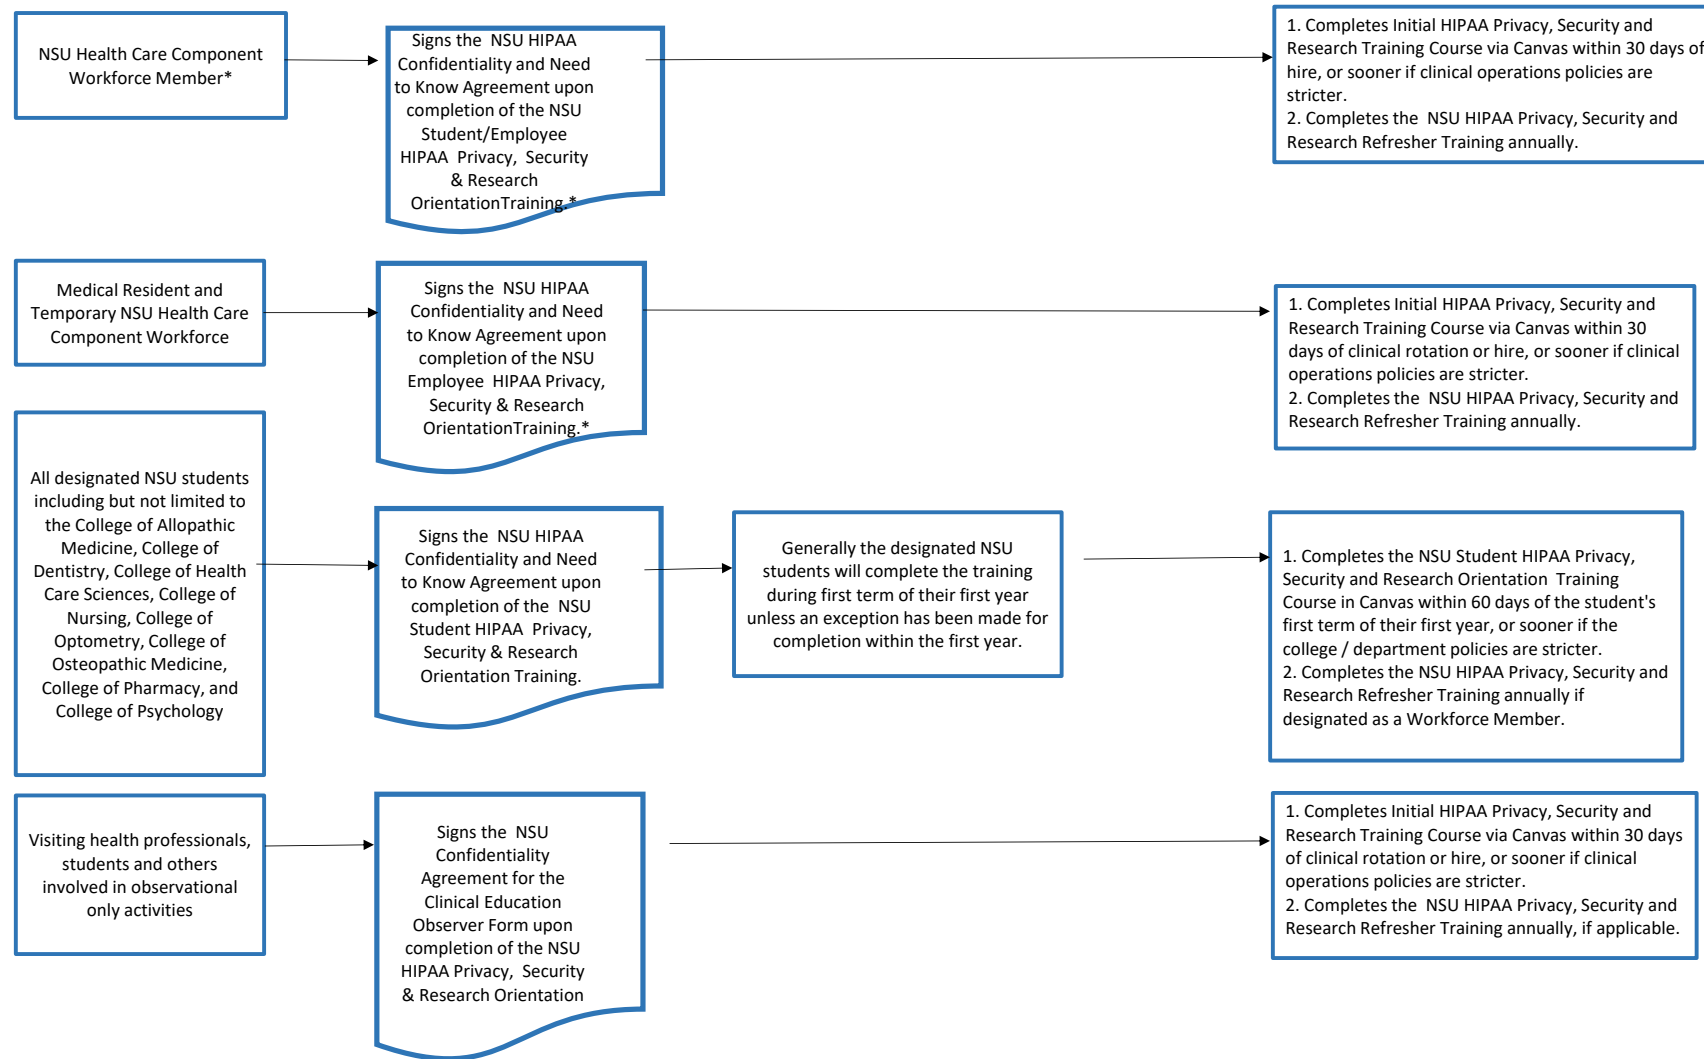 NSU Health Care Component
Workforce Member*
Signs the NSU HIPAA
Confidentiality and Need
to Know Agreement upon
completion of the NSU
Student/Employee
HIPAA Privacy, Security
& Research
OrientationTraining.*
1. Completes Initial HIPAA Privacy, Security and
Research Training Course via Canvas within 30 days of
hire, or sooner if clinical operations policies are
stricter.
2. Completes the NSU HIPAA Privacy, Security and
Research Refresher Training annually.
Medical Resident and
Temporary NSU Health Care
Component Workforce
Signs the NSU HIPAA
Confidentiality and Need
to Know Agreement upon
completion of the NSU
Employee HIPAA Privacy,
Security & Research
OrientationTraining.*
1. Completes Initial HIPAA Privacy, Security and
Research Training Course via Canvas within 30
days of clinical rotation or hire, or sooner if clinical
operations policies are stricter.
2. Completes the NSU HIPAA Privacy, Security and
Research Refresher Training annually.
All designated NSU students
including but not limited to
the College of Allopathic
Medicine, College of
Dentistry, College of Health
Care Sciences, College of
Nursing, College of
Optometry, College of
Osteopathic Medicine,
College of Pharmacy, and
College of Psychology
Signs the NSU HIPAA
Confidentiality and Need
to Know Agreement upon
completion of the NSU
Student HIPAA Privacy,
Security & Research
Orientation Training.
Generally the designated NSU
students will complete the training
during first term of their first year
unless an exception has been made for
completion within the first year.
1. Completes the NSU Student HIPAA Privacy,
Security and Research Orientation Training
Course in Canvas within 60 days of the student's
first term of their first year, or sooner if the
college / department policies are stricter.
2. Completes the NSU HIPAA Privacy, Security and
Research Refresher Training annually if
designated as a Workforce Member.
Visiting health professionals,
students and others
involved in observational
only activities
Signs the NSU
Confidentiality
Agreement for the
Clinical Education
Observer Form upon
completion of the NSU
HIPAA Privacy, Security
& Research Orientation
1. Completes Initial HIPAA Privacy, Security and
Research Training Course via Canvas within 30 days
of clinical rotation or hire, or sooner if clinical
operations policies are stricter.
2. Completes the NSU HIPAA Privacy, Security and
Research Refresher Training annually, if applicable.